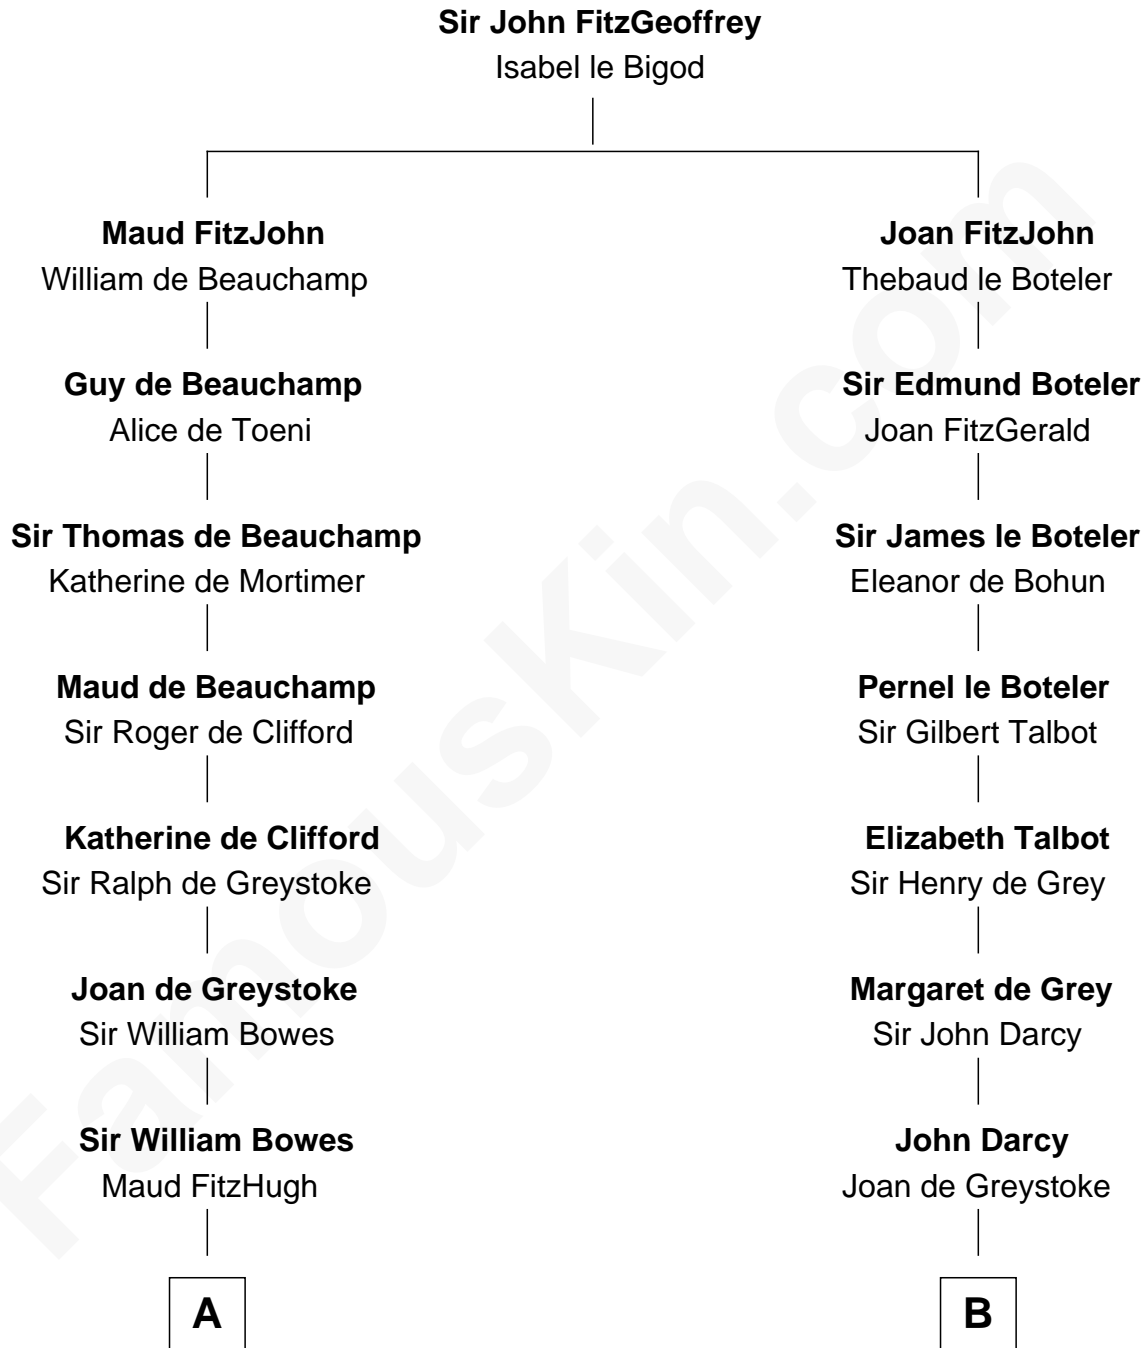 Sir John FitzGeoffrey
Isabel le Bigod
Maud FitzJohn
William de Beauchamp
Joan FitzJohn
Thebaud le Boteler
Guy de Beauchamp
Alice de Toeni
Sir Edmund Boteler
Joan FitzGerald
Sir Thomas de Beauchamp
Katherine de Mortimer
Sir James le Boteler
Eleanor de Bohun
Maud de Beauchamp
Sir Roger de Clifford
Pernel le Boteler
Sir Gilbert Talbot
Katherine de Clifford
Sir Ralph de Greystoke
Elizabeth Talbot
Sir Henry de Grey
Joan de Greystoke
Sir William Bowes
Margaret de Grey
Sir John Darcy
Sir William Bowes
Maud FitzHugh
John Darcy
Joan de Greystoke
A
B
FamousKin.com